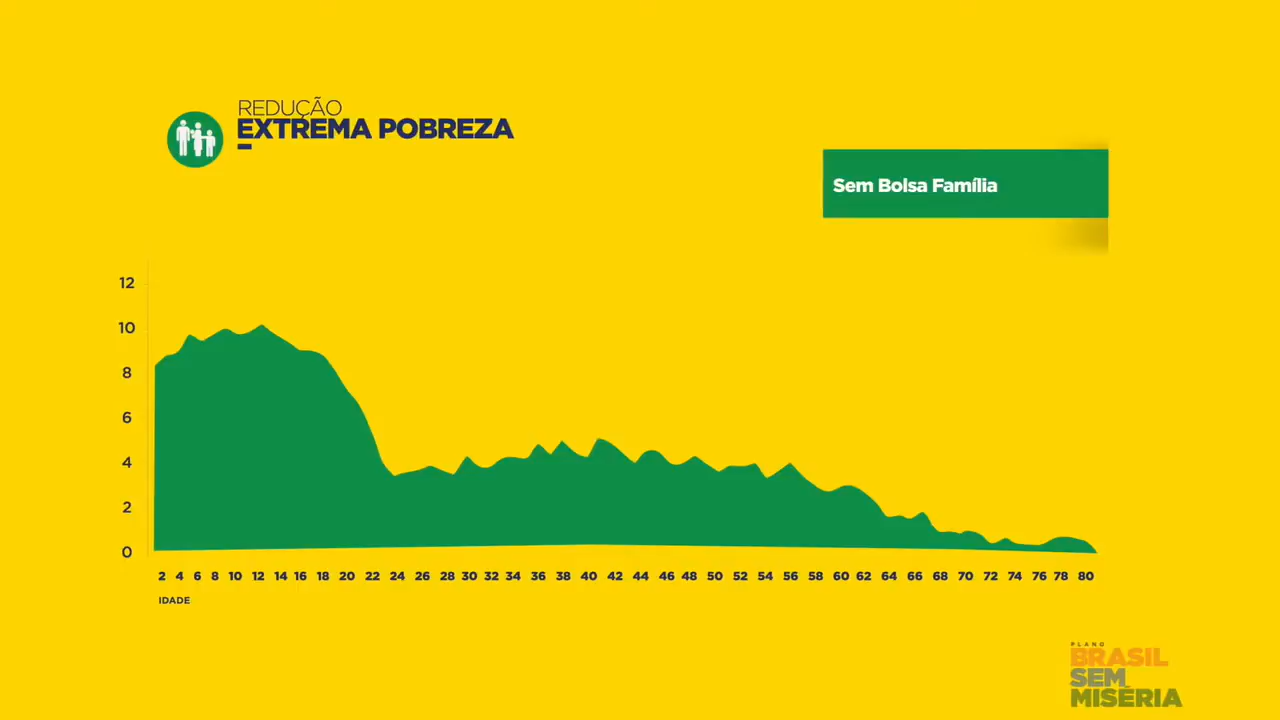 REDUÇÃO
EXTREMA POBREZA
Sem Bolsa Família
12
10
8
6
4
2
0
2 4 6 8 10 12 14 16 18 20 22 24 26 28 30 32 34 36 38 40 42 44 46 48 50 52 54 56 58 60 62 64 66 68 70 72 74 76 78 80
IDADE
PLANO
BRASIL
SEM
MISÉRIA